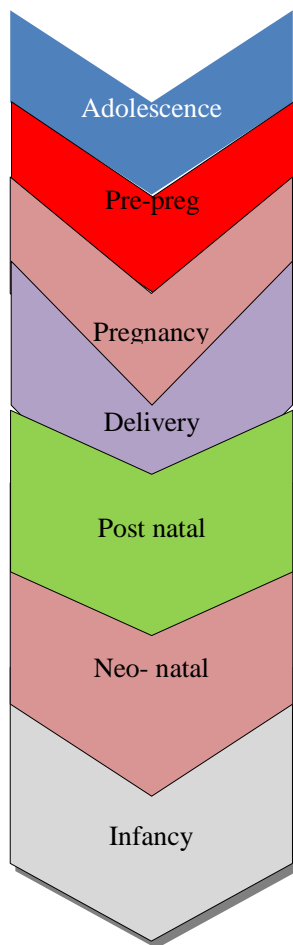 Adolescence
Pre-preg
Pregnancy
Delivery
Post natal
Neo- natal
Infancy